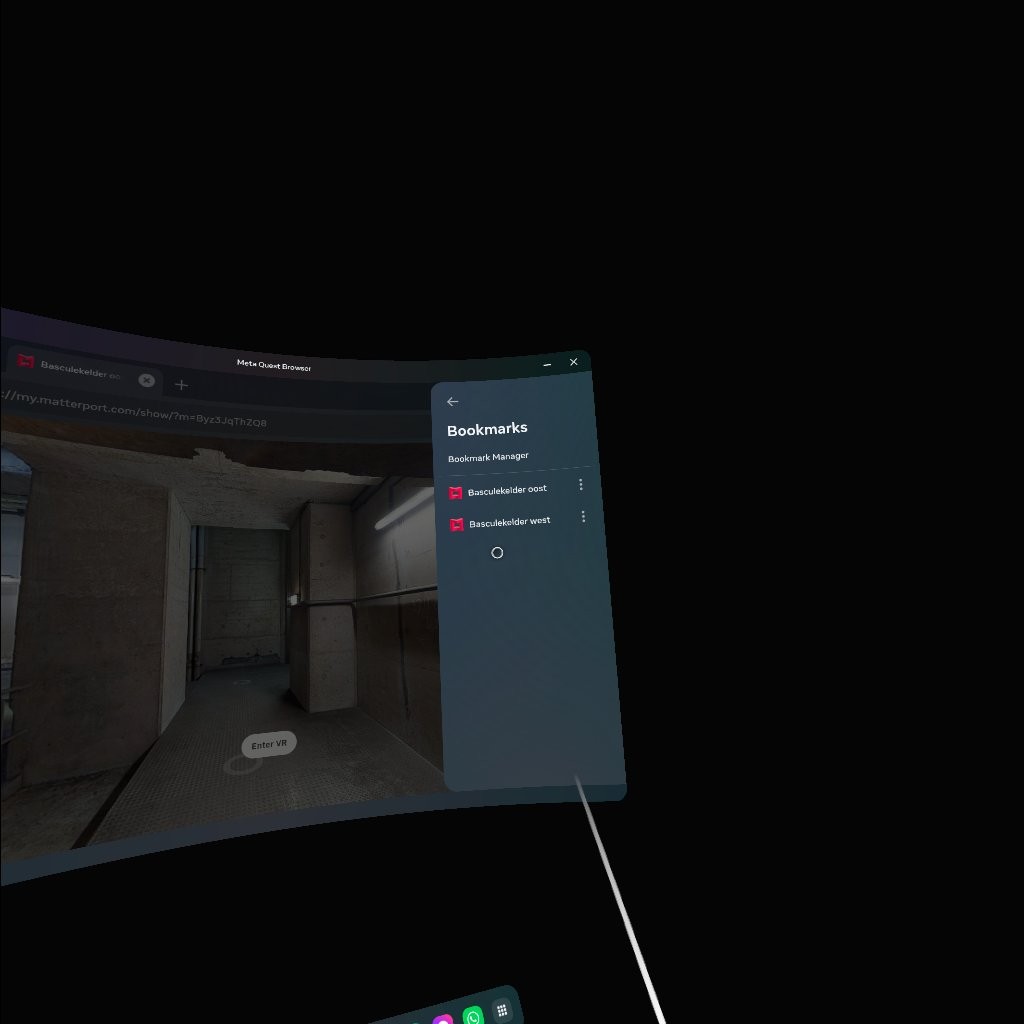 Meta Quest Browser
Basculekelder oo
://my.matterport.com/show/?m=Byz3JqThZQ8
Bookmarks
Bookmark Manager
Basculekelder oost
Basculekelder west
Enter VR